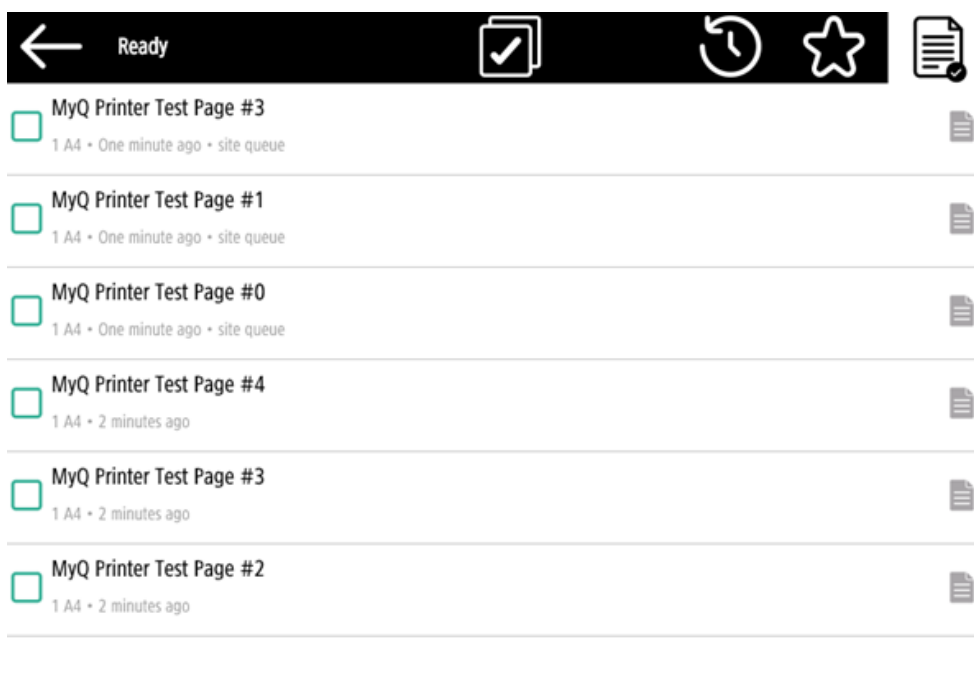 Ready
MyQ Printer Test Page #3
1 A4 • One minute ago • site queue
MyQ Printer Test Page #1
1 A4 • One minute ago • site queue
MyQ Printer Test Page #0
1 A4 • One minute ago • site queue
MyQ Printer Test Page #4
1 A4 • 2 minutes ago
MyQ Printer Test Page #3
1 A4 • 2 minutes ago
MyQ Printer Test Page #2
1 A4 • 2 minutes ago